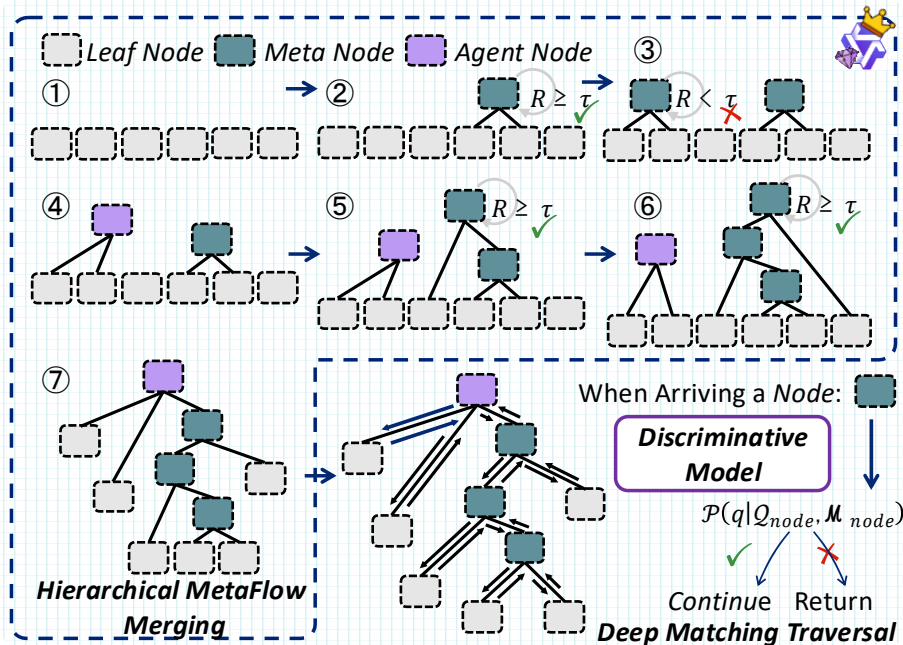 Leaf Node Meta Node Agent Node
① ② R ≥ τ ③ R < τ
④ ⑤ R ≥ τ ⑥ R ≥ τ
⑦
When Arriving a Node:
Discriminative
Model
𝒫(q|𝒬node, ℳ node)
Continue Return
Hierarchical MetaFlow
Merging
Deep Matching Traversal